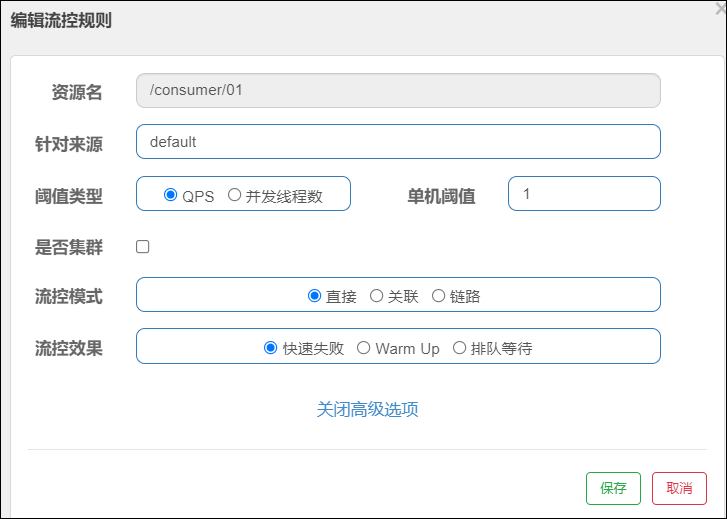 编辑流控规则
资源名 /consumer/01
针对来源 default
阈值类型 QPS 并发线程数 单机阈值 1
是否集群
流控模式 直接 关联 链路
流控效果 快速失败 Warm Up 排队等待
关闭高级选项
保存 取消